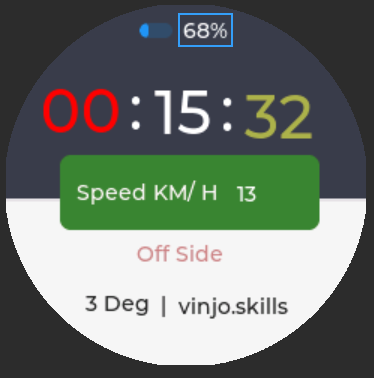 68%
00:15:32
Speed KM/ H 13
Off Side
3 Deg | vinjo.skills